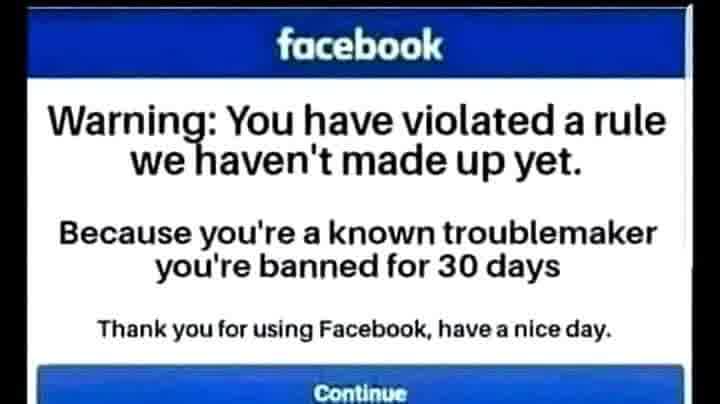 facebook
Warning: You have violated a rule
we haven't made up yet.
Because you're a known troublemaker
you're banned for 30 days
Thank you for using Facebook, have a nice day.
Continue